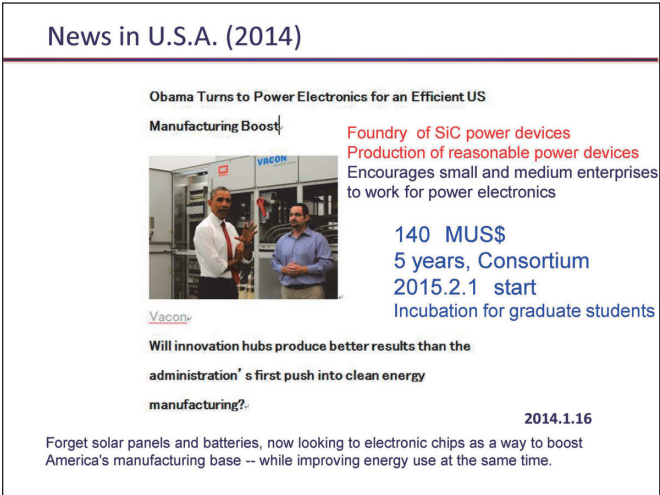 News in U.S.A. (2014)
Obama Turns to Power Electronics for an Efficient US
Manufacturing Boost
Foundry of SiC power devices
Production of reasonable power devices
Encourages small and medium enterprises
to work for power electronics
VACON
140 MUS$
5 years, Consortium
2015.2.1 start
Incubation for graduate students
Vacon
Will innovation hubs produce better results than the
administration's first push into clean energy
manufacturing?
2014.1.16
Forget solar panels and batteries, now looking to electronic chips as a way to boost
America's manufacturing base -- while improving energy use at the same time.